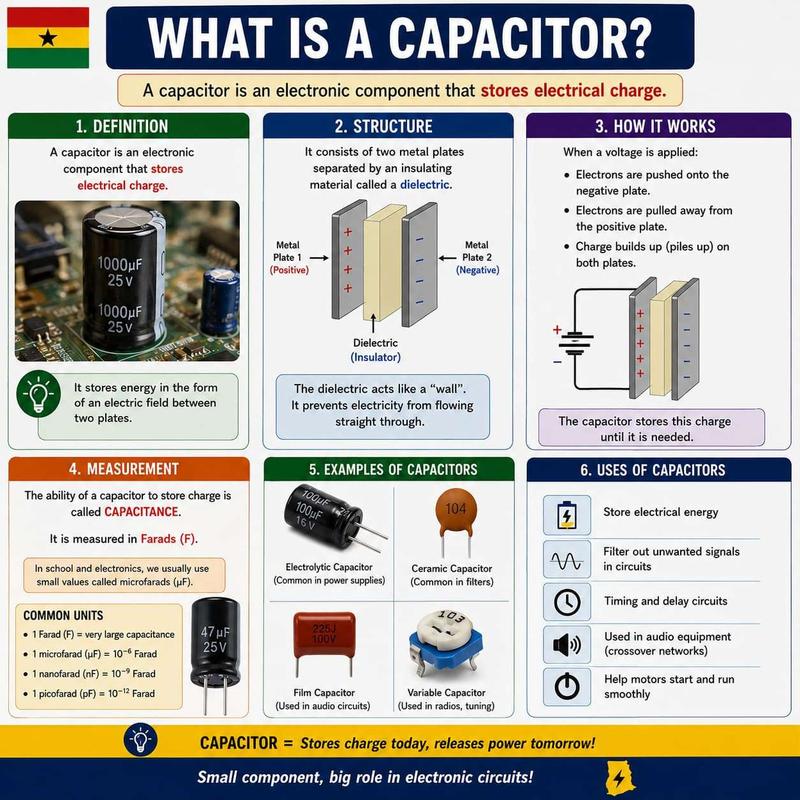 WHAT IS A CAPACITOR?
A capacitor is an electronic component that stores electrical charge.
1. DEFINITION
A capacitor is an electronic
component that stores
electrical charge.
1000µF
25V
1000µF
25V
It stores energy in the form
of an electric field between
two plates.
2. STRUCTURE
It consists of two metal plates
separated by an insulating
material called a dielectric.
Metal
Plate 1
(Positive)
+
+
+
+
−
−
−
−
Metal
Plate 2
(Negative)
Dielectric
(Insulator)
The dielectric acts like a “wall”.
It prevents electricity from flowing
straight through.
3. HOW IT WORKS
When a voltage is applied:
• Electrons are pushed onto the
negative plate.
• Electrons are pulled away from
the positive plate.
• Charge builds up (piles up) on
both plates.
+
−
+
+
+
+
+
−
−
−
−
−
The capacitor stores this charge
until it is needed.
4. MEASUREMENT
The ability of a capacitor to store charge is
called CAPACITANCE.
It is measured in Farads (F).
In school and electronics, we usually use
small values called microfarads (µF).
COMMON UNITS
• 1 Farad (F) = very large capacitance
• 1 microfarad (µF) = 10⁻⁶ Farad
• 1 nanofarad (nF) = 10⁻⁹ Farad
• 1 picofarad (pF) = 10⁻¹² Farad
47µF
25V
5. EXAMPLES OF CAPACITORS
100µF
100µF
16V
Electrolytic Capacitor
(Common in power supplies)
104
Ceramic Capacitor
(Common in filters)
225J
100V
Film Capacitor
(Used in audio circuits)
103
Variable Capacitor
(Used in radios, tuning)
6. USES OF CAPACITORS
Store electrical energy
Filter out unwanted signals
in circuits
Timing and delay circuits
Used in audio equipment
(crossover networks)
Help motors start and run
smoothly
CAPACITOR = Stores charge today, releases power tomorrow!
Small component, big role in electronic circuits!